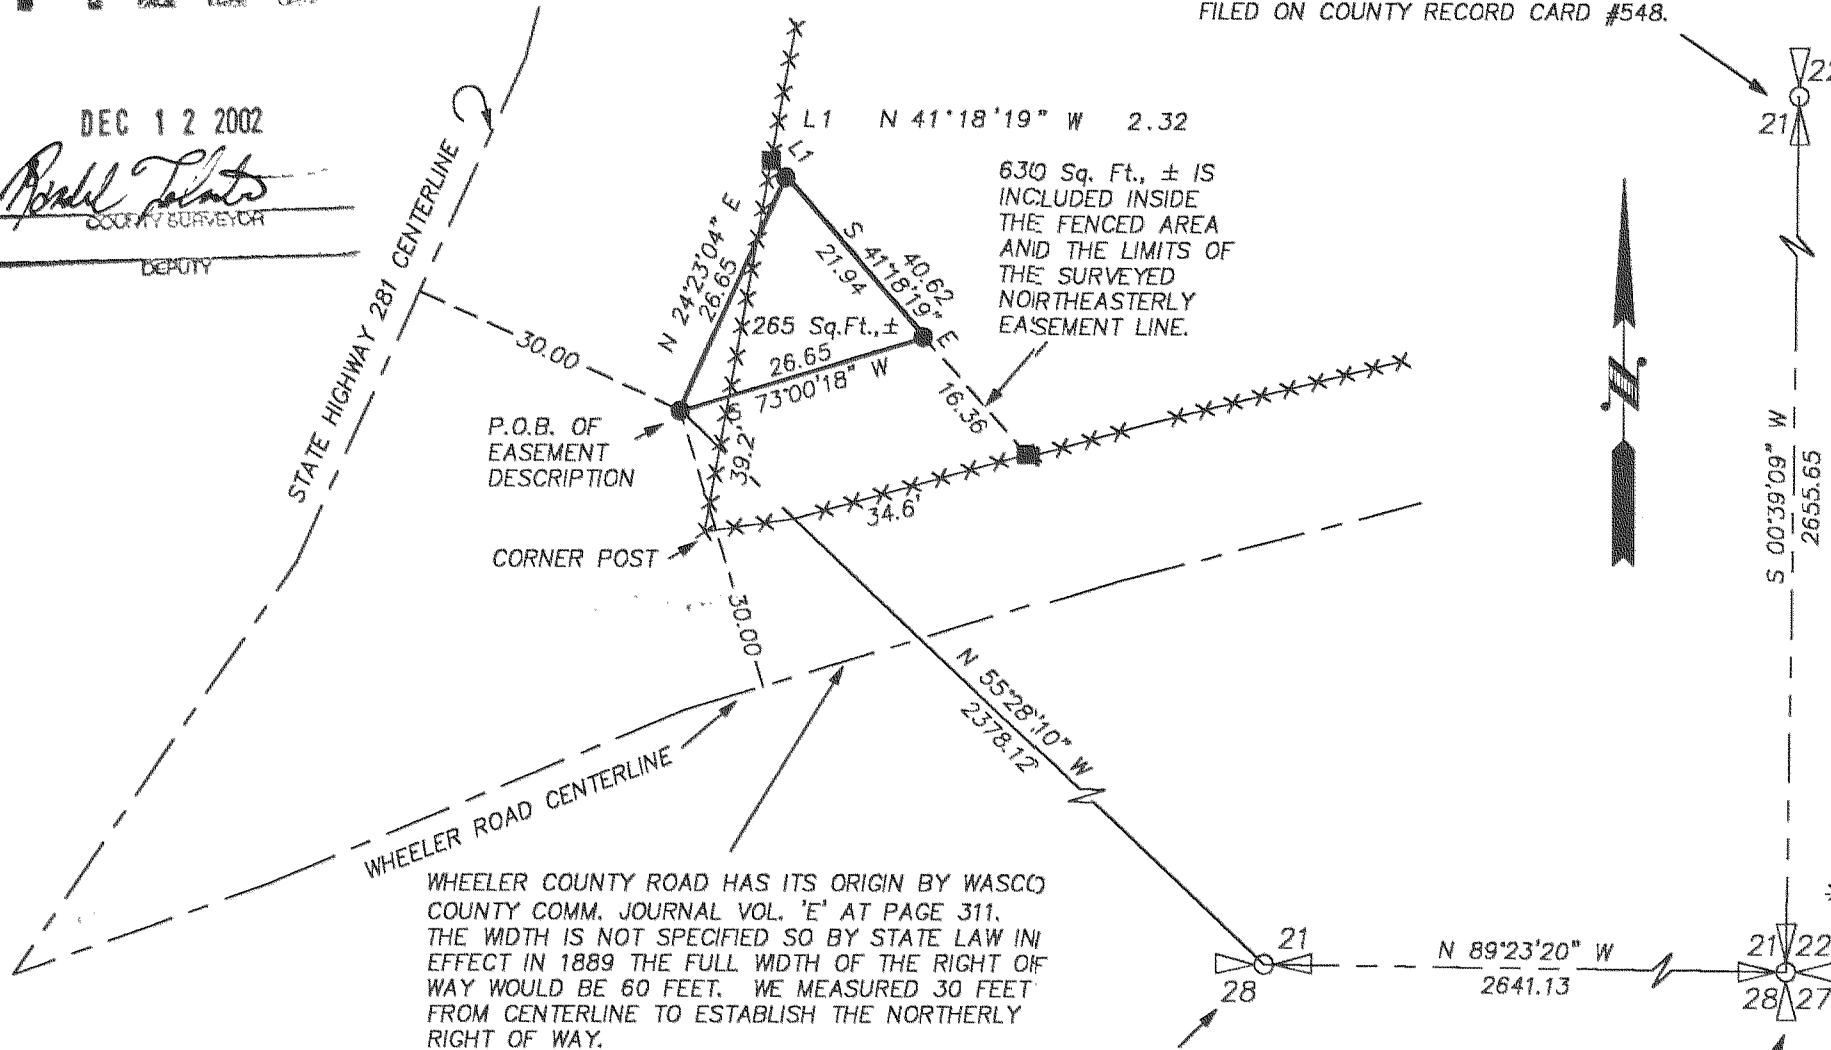 FILED ON COUNTY RECORD CARD #548.
DEC 12 2002
COUNTY SURVEYOR
DEPUTY
STATE HIGHWAY 281 CENTERLINE
L1 N 41°18'19" W 2.32
L1
630 Sq. Ft., ± IS
INCLUDED INSIDE
THE FENCED AREA
AND THE LIMITS OF
THE SURVEYED
NORTHEASTERLY
EASEMENT LINE.
N 24°23'04" E
26.65
40.62
S 41°18'19" E
21.94
265 Sq.Ft.,±
26.65
S 73°00'18" W
30.00
16.36
39.2'
34.6'
P.O.B. OF
EASEMENT
DESCRIPTION
CORNER POST
30.00
N 55°28'10" W
2378.12
WHEELER ROAD CENTERLINE
WHEELER COUNTY ROAD HAS ITS ORIGIN BY WASCO
COUNTY COMM. JOURNAL VOL. 'E' AT PAGE 311.
THE WIDTH IS NOT SPECIFIED SO BY STATE LAW IN
EFFECT IN 1889 THE FULL WIDTH OF THE RIGHT OF
WAY WOULD BE 60 FEET. WE MEASURED 30 FEET
FROM CENTERLINE TO ESTABLISH THE NORTHERLY
RIGHT OF WAY.
22
21
N
S 00°39'09" W
2655.65
21
28
N 89°23'20" W
2641.13
21 22
28 27